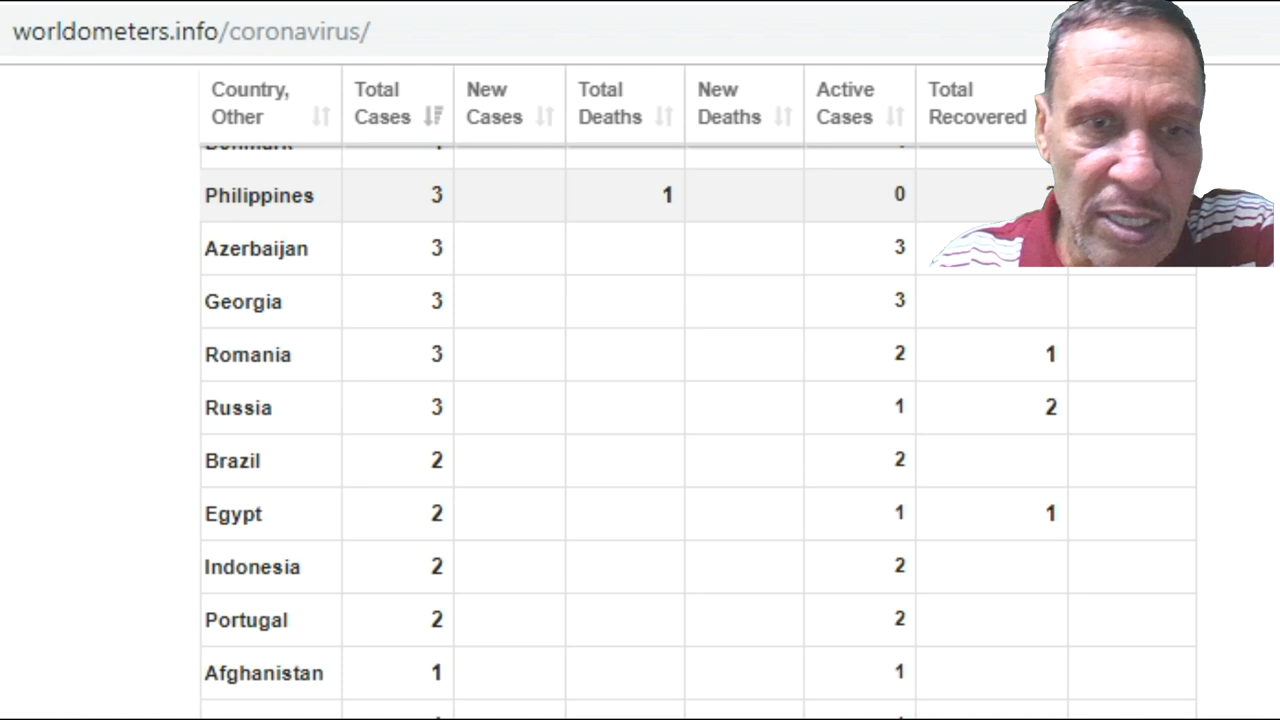 worldometers.info/coronavirus/
Country, Other Total Cases New Cases Total Deaths New Deaths Active Cases Total Recovered
Denmark
Philippines 3 1 0
Azerbaijan 3 3
Georgia 3 3
Romania 3 2 1
Russia 3 1 2
Brazil 2 2
Egypt 2 1 1
Indonesia 2 2
Portugal 2 2
Afghanistan 1 1